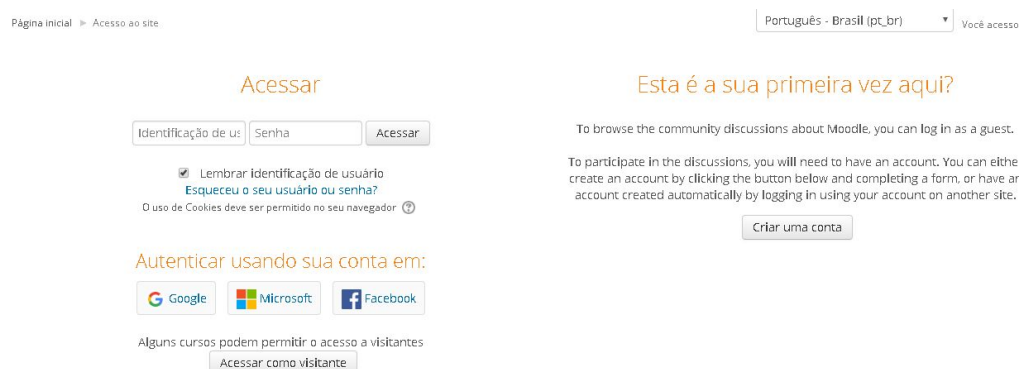 Página inicial ► Acesso ao site
Português - Brasil (pt_br)
Você acesso
Acessar
Identificação de us
Senha
Acessar
Lembrar identificação de usuário
Esqueceu o seu usuário ou senha?
O uso de Cookies deve ser permitido no seu navegador
Autenticar usando sua conta em:
Google
Microsoft
Facebook
Alguns cursos podem permitir o acesso a visitantes
Acessar como visitante
Esta é a sua primeira vez aqui?
To browse the community discussions about Moodle, you can log in as a guest.
To participate in the discussions, you will need to have an account. You can eithe
create an account by clicking the button below and completing a form, or have an
account created automatically by logging in using your account on another site.
Criar uma conta